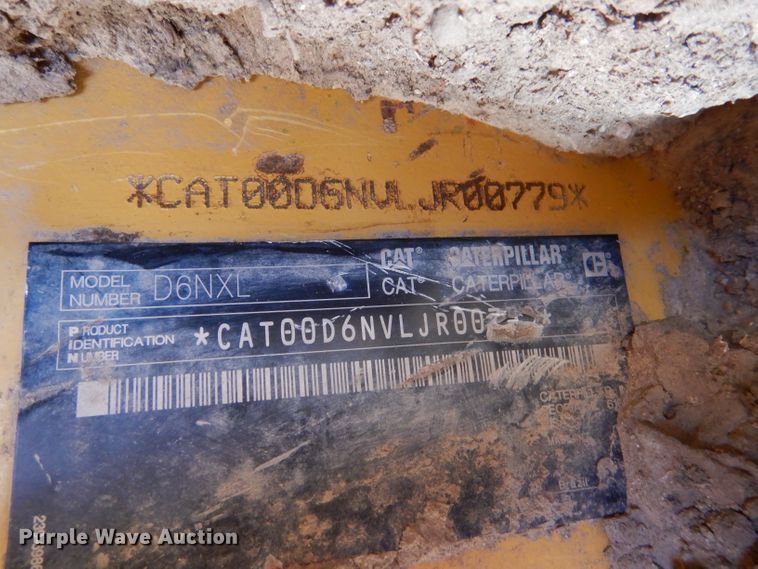 *CAT00D6NVLJR00779*
CAT® CATERPILLAR®
MODEL NUMBER D6NXL
CAT® CATERPILLAR®
PRODUCT IDENTIFICATION NUMBER *CAT00D6NVLJR00
Purple Wave Auction